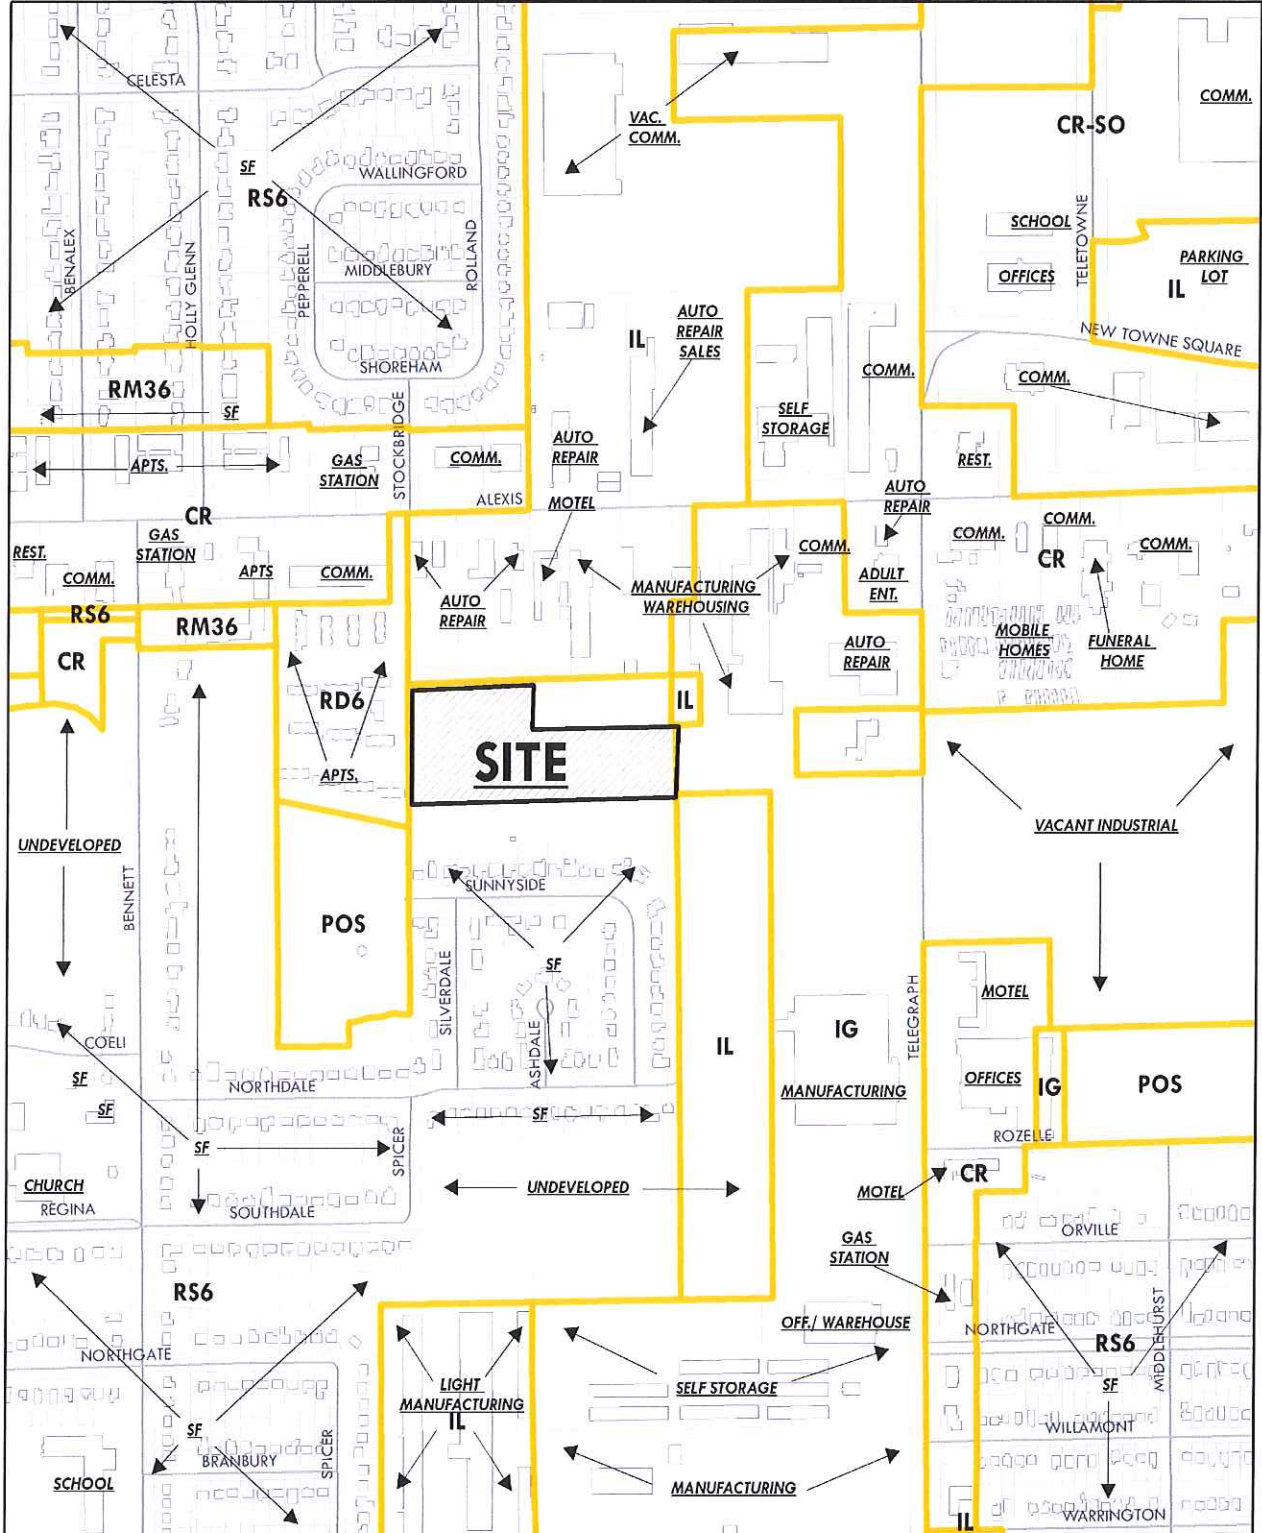 CELESTA
COMM.
VAC.
COMM.
CR-SO
SF
WALLINGFORD
RS6
TELETOWNE
SCHOOL
BENALEX
HOLLY GLENN
PEPPERELL
MIDDLEBURY
ROLLAND
OFFICES
PARKING
LOT
IL
AUTO
REPAIR
SALES
IL
NEW TOWNE SQUARE
SHOREHAM
COMM.
COMM.
RM36
SF
STOCKBRIDGE
SELF
STORAGE
APTS.
GAS
STATION
COMM.
AUTO
REPAIR
REST.
ALEXIS
MOTEL
AUTO
REPAIR
CR
REST.
COMM.
GAS
STATION
APTS
COMM.
AUTO
REPAIR
MANUFACTURING
WAREHOUSING
COMM.
ADULT
ENT.
COMM.
COMM.
CR
COMM.
RS6
RM36
CR
MOBILE
HOMES
FUNERAL
HOME
AUTO
REPAIR
RD6
IL
SITE
APTS.
UNDEVELOPED
VACANT INDUSTRIAL
BENNETT
POS
SUNNYSIDE
SF
SILVERDALE
ASHDALE
IL
IG
MANUFACTURING
TELEGRAPH
MOTEL
OFFICES
IG
POS
COELI
SF
SF
NORTHDALE
SF
ROZELLE
SF
SPICER
CHURCH
REGINA
SOUTHDALE
UNDEVELOPED
MOTEL
CR
ORVILLE
GAS
STATION
RS6
MIDDLEHURST
OFF./ WAREHOUSE
NORTHGATE
RS6
NORTHGATE
LIGHT
MANUFACTURING
IL
SELF STORAGE
SF
SF
WILLAMONT
BRANBURY
SPICER
SCHOOL
MANUFACTURING
IL
WARRINGTON